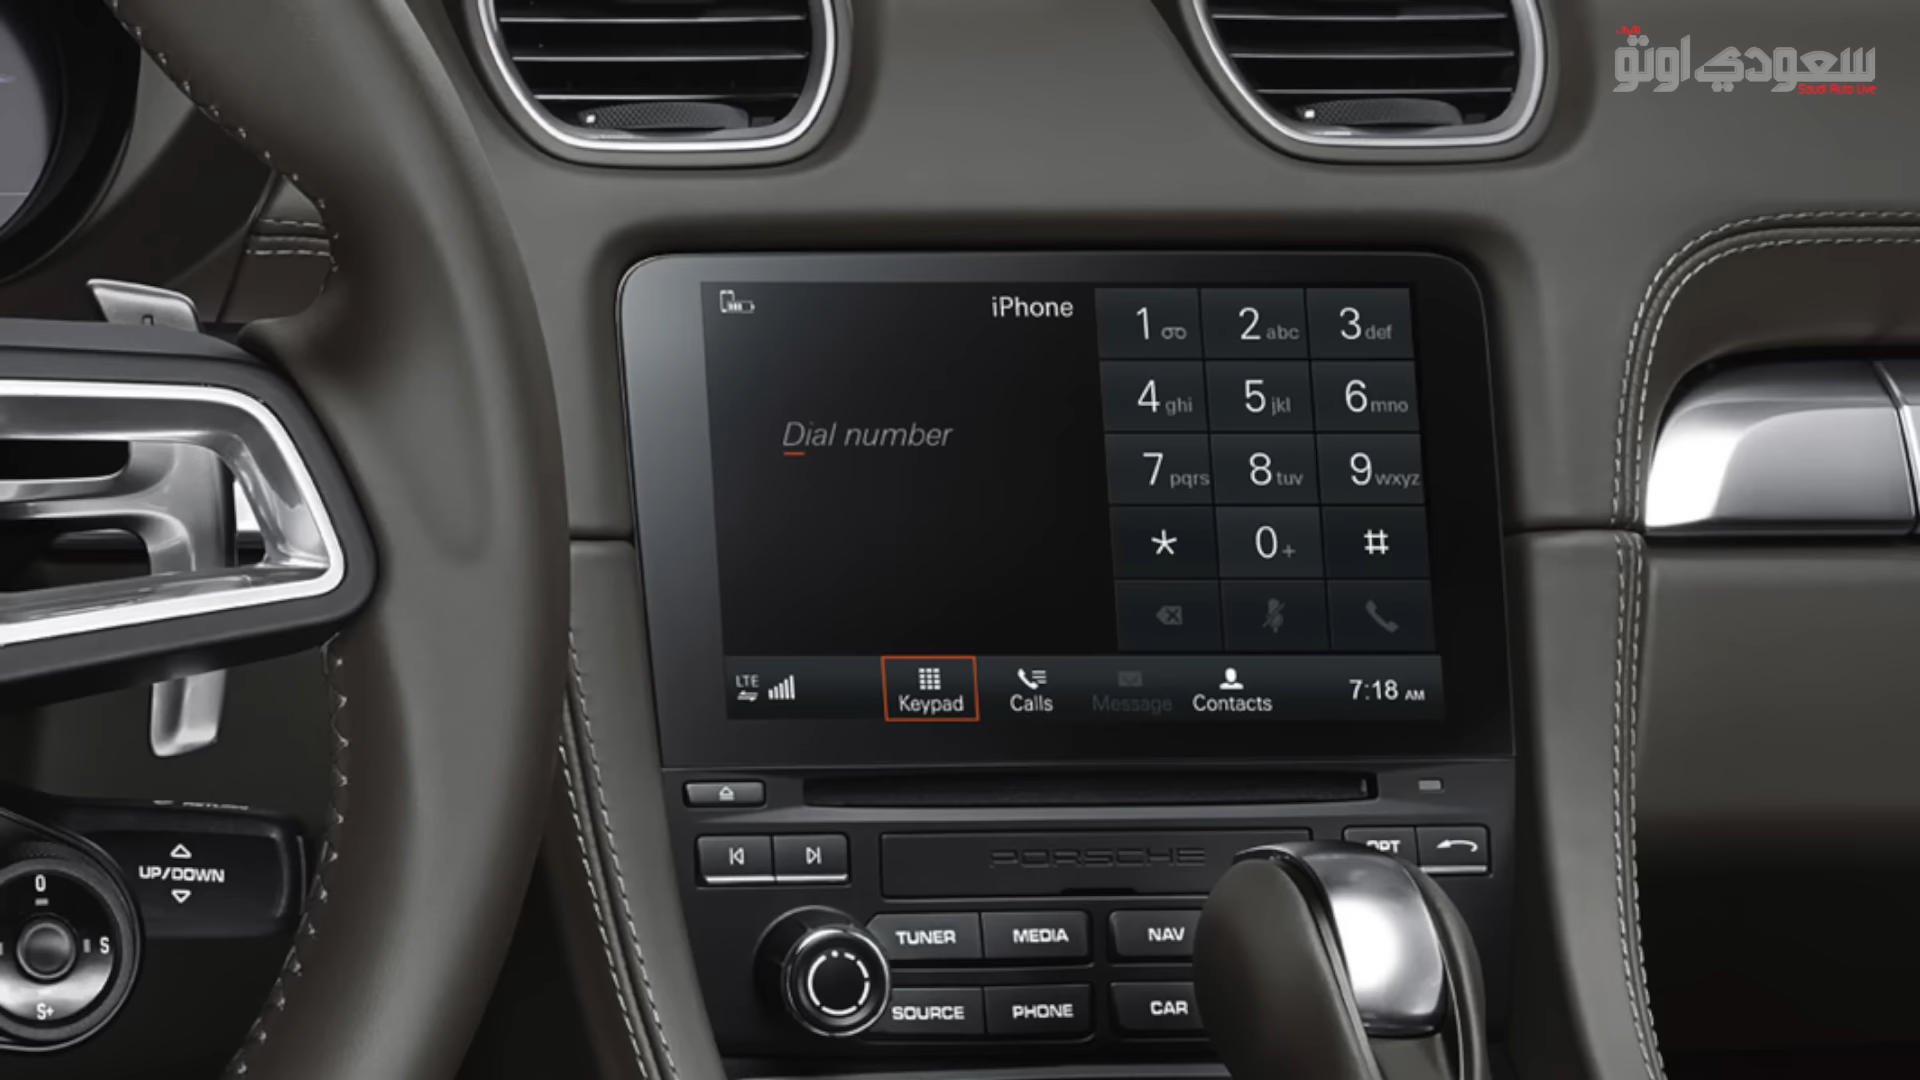 لايف
سعودي اوتو
Saudi Auto Live
iPhone
1
2 abc
3 def
4 ghi
5 jkl
6 mno
7 pqrs
8 tuv
9 wxyz
*
0 +
#
Dial number
LTE
Keypad
Calls
Message
Contacts
7:18 AM
UP/DOWN
PORSCHE
OPT
TUNER
MEDIA
NAV
SOURCE
PHONE
CAR
0
S
S+